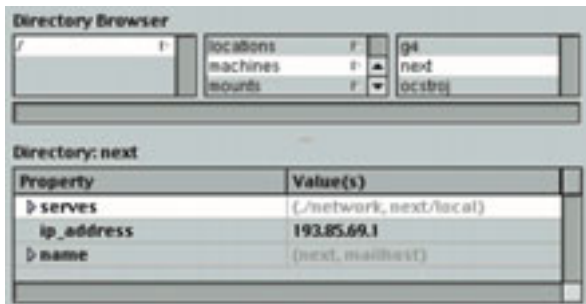 Directory Browser
/
locations
machines
mounts
g4
next
ocstroj
Directory: next
Property Value(s)
serves (./network, next/local)
ip_address 193.85.69.1
name (next, mailhost)